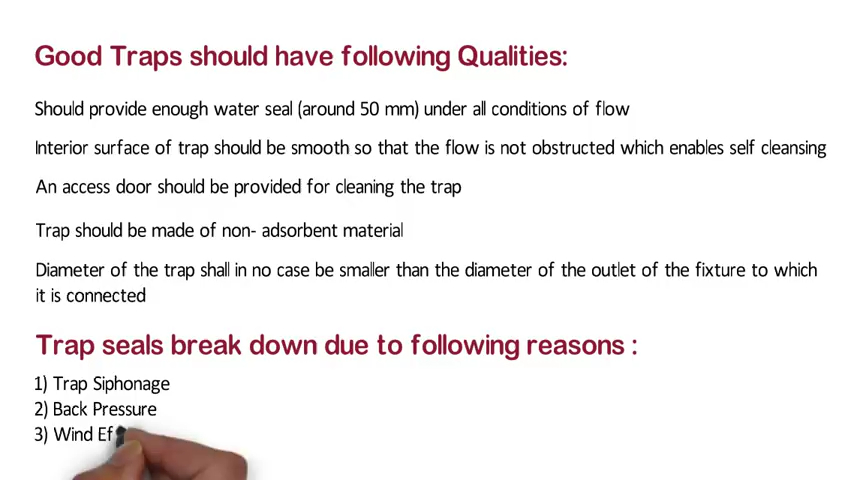 Good Traps should have following Qualities:
Should provide enough water seal (around 50 mm) under all conditions of flow
Interior surface of trap should be smooth so that the flow is not obstructed which enables self cleansing
An access door should be provided for cleaning the trap
Trap should be made of non- adsorbent material
Diameter of the trap shall in no case be smaller than the diameter of the outlet of the fixture to which
it is connected
Trap seals break down due to following reasons :
1) Trap Siphonage
2) Back Pressure
3) Wind Ef